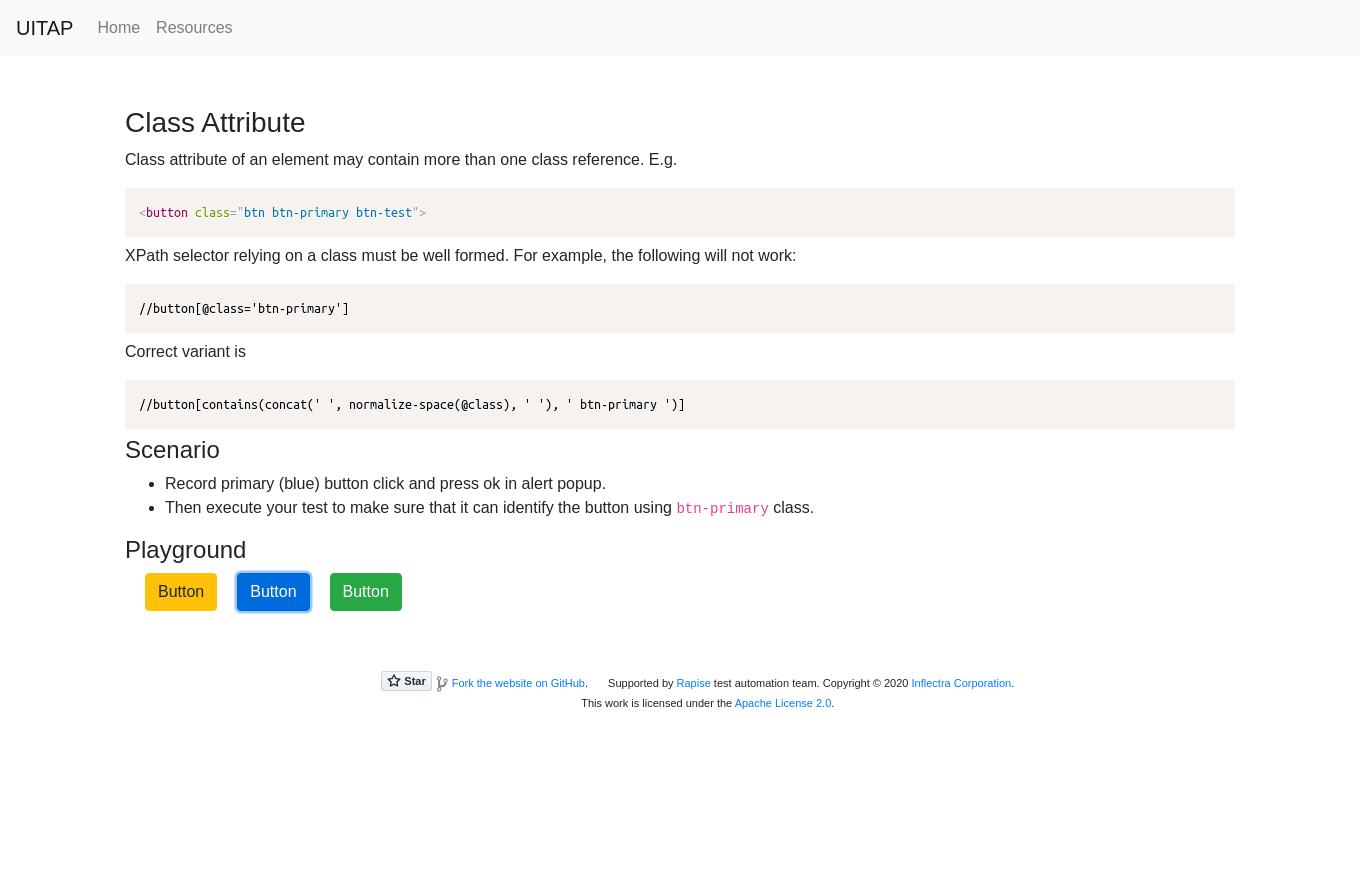 UITAP Home Resources
Class Attribute
Class attribute of an element may contain more than one class reference. E.g.
<button class="btn btn-primary btn-test">
XPath selector relying on a class must be well formed. For example, the following will not work:
//button[@class='btn-primary']
Correct variant is
//button[contains(concat(' ', normalize-space(@class), ' '), ' btn-primary ')]
Scenario
• Record primary (blue) button click and press ok in alert popup.
• Then execute your test to make sure that it can identify the button using btn-primary class.
Playground
Button Button Button
Star Fork the website on GitHub. Supported by Rapise test automation team. Copyright © 2020 Inflectra Corporation.
This work is licensed under the Apache License 2.0.